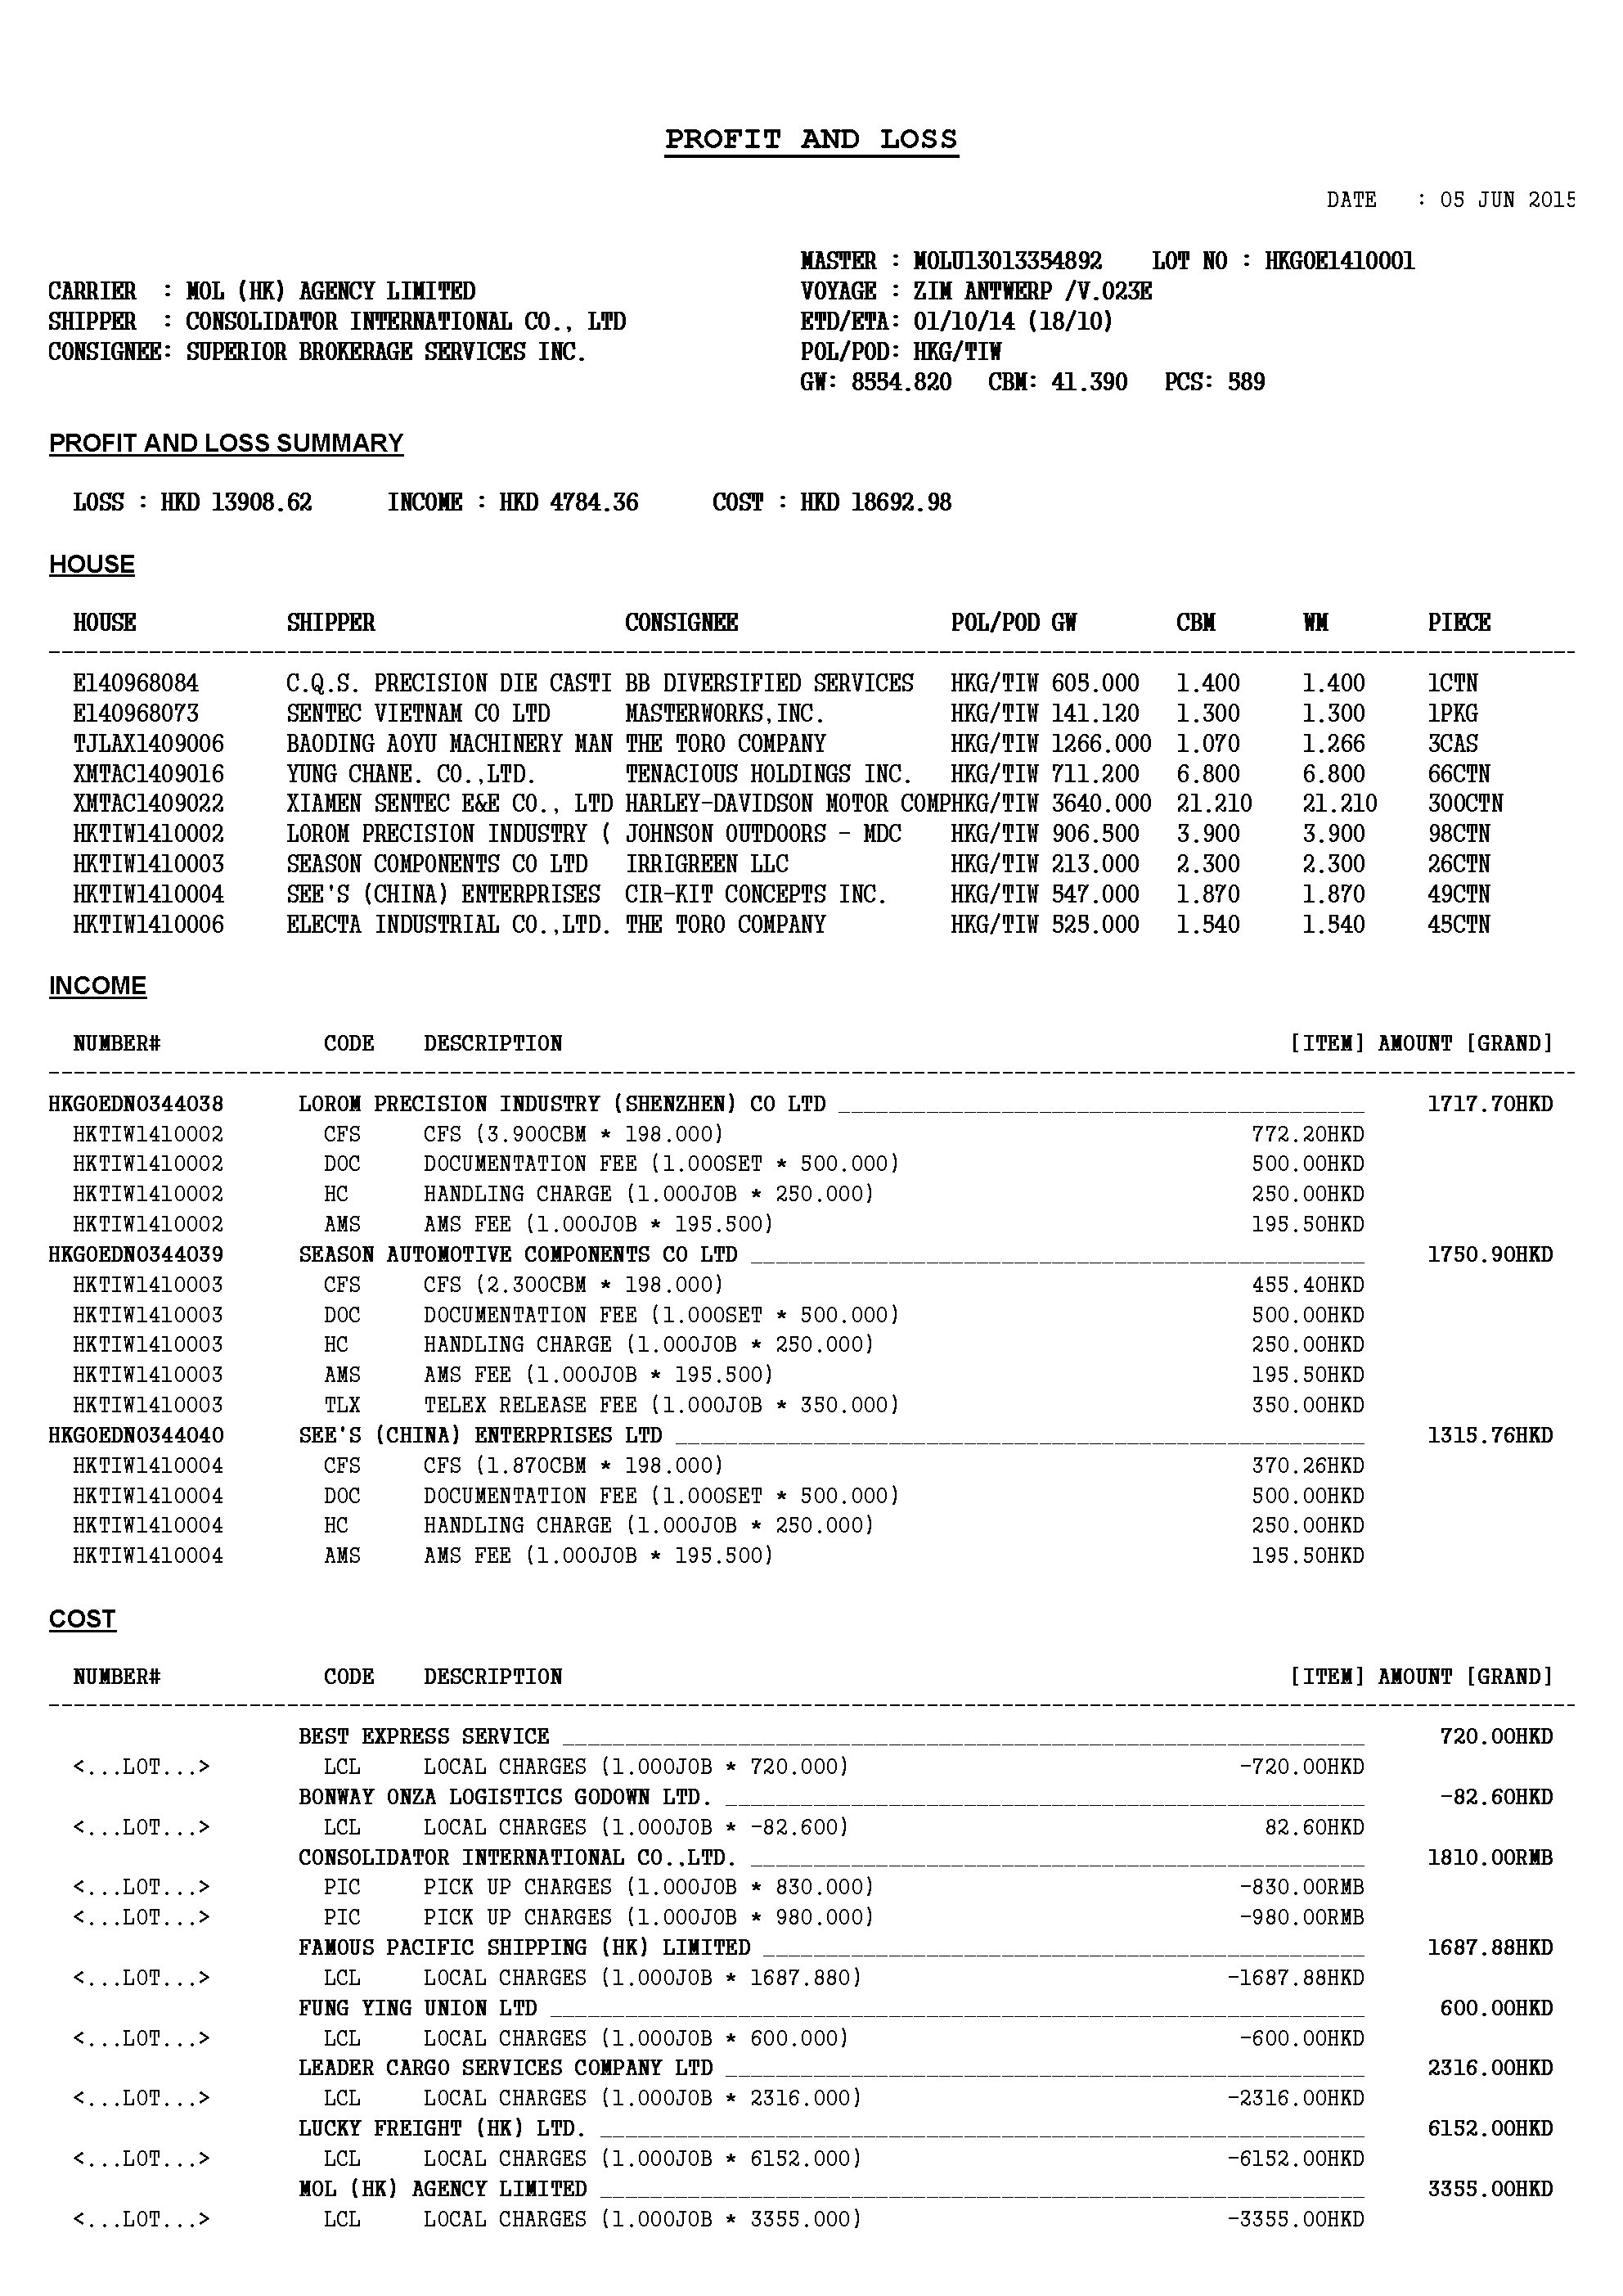 PROFIT AND LOSS
DATE : 05 JUN 2015
MASTER : MOLU13013354892 LOT NO : HKGOE1410001
CARRIER : MOL (HK) AGENCY LIMITED VOYAGE : ZIM ANTWERP /V.023E
SHIPPER : CONSOLIDATOR INTERNATIONAL CO., LTD ETD/ETA: 01/10/14 (18/10)
CONSIGNEE: SUPERIOR BROKERAGE SERVICES INC. POL/POD: HKG/TIW
GW: 8554.820 CBM: 41.390 PCS: 589
PROFIT AND LOSS SUMMARY
LOSS : HKD 13908.62 INCOME : HKD 4784.36 COST : HKD 18692.98
HOUSE
HOUSE SHIPPER CONSIGNEE POL/POD GW CBM WM PIECE
E140968084 C.Q.S. PRECISION DIE CASTI BB DIVERSIFIED SERVICES HKG/TIW 605.000 1.400 1.400 1CTN
E140968073 SENTEC VIETNAM CO LTD MASTERWORKS,INC. HKG/TIW 141.120 1.300 1.300 1PKG
TJLAX1409006 BAODING AOYU MACHINERY MAN THE TORO COMPANY HKG/TIW 1266.000 1.070 1.266 3CAS
XMTAC1409016 YUNG CHANE. CO.,LTD. TENACIOUS HOLDINGS INC. HKG/TIW 711.200 6.800 6.800 66CTN
XMTAC1409022 XIAMEN SENTEC E&E CO., LTD HARLEY-DAVIDSON MOTOR COMPHKG/TIW 3640.000 21.210 21.210 300CTN
HKTIW1410002 LOROM PRECISION INDUSTRY ( JOHNSON OUTDOORS - MDC HKG/TIW 906.500 3.900 3.900 98CTN
HKTIW1410003 SEASON COMPONENTS CO LTD IRRIGREEN LLC HKG/TIW 213.000 2.300 2.300 26CTN
HKTIW1410004 SEE'S (CHINA) ENTERPRISES CIR-KIT CONCEPTS INC. HKG/TIW 547.000 1.870 1.870 49CTN
HKTIW1410006 ELECTA INDUSTRIAL CO.,LTD. THE TORO COMPANY HKG/TIW 525.000 1.540 1.540 45CTN
INCOME
NUMBER# CODE DESCRIPTION [ITEM] AMOUNT [GRAND]
HKGOEDN0344038 LOROM PRECISION INDUSTRY (SHENZHEN) CO LTD 1717.70HKD
HKTIW1410002 CFS CFS (3.900CBM * 198.000) 772.20HKD
HKTIW1410002 DOC DOCUMENTATION FEE (1.000SET * 500.000) 500.00HKD
HKTIW1410002 HC HANDLING CHARGE (1.000JOB * 250.000) 250.00HKD
HKTIW1410002 AMS AMS FEE (1.000JOB * 195.500) 195.50HKD
HKGOEDN0344039 SEASON AUTOMOTIVE COMPONENTS CO LTD 1750.90HKD
HKTIW1410003 CFS CFS (2.300CBM * 198.000) 455.40HKD
HKTIW1410003 DOC DOCUMENTATION FEE (1.000SET * 500.000) 500.00HKD
HKTIW1410003 HC HANDLING CHARGE (1.000JOB * 250.000) 250.00HKD
HKTIW1410003 AMS AMS FEE (1.000JOB * 195.500) 195.50HKD
HKTIW1410003 TLX TELEX RELEASE FEE (1.000JOB * 350.000) 350.00HKD
HKGOEDN0344040 SEE'S (CHINA) ENTERPRISES LTD 1315.76HKD
HKTIW1410004 CFS CFS (1.870CBM * 198.000) 370.26HKD
HKTIW1410004 DOC DOCUMENTATION FEE (1.000SET * 500.000) 500.00HKD
HKTIW1410004 HC HANDLING CHARGE (1.000JOB * 250.000) 250.00HKD
HKTIW1410004 AMS AMS FEE (1.000JOB * 195.500) 195.50HKD
COST
NUMBER# CODE DESCRIPTION [ITEM] AMOUNT [GRAND]
BEST EXPRESS SERVICE 720.00HKD
<...LOT...> LCL LOCAL CHARGES (1.000JOB * 720.000) -720.00HKD
BONWAY ONZA LOGISTICS GODOWN LTD. -82.60HKD
<...LOT...> LCL LOCAL CHARGES (1.000JOB * -82.600) 82.60HKD
CONSOLIDATOR INTERNATIONAL CO.,LTD. 1810.00RMB
<...LOT...> PIC PICK UP CHARGES (1.000JOB * 830.000) -830.00RMB
<...LOT...> PIC PICK UP CHARGES (1.000JOB * 980.000) -980.00RMB
FAMOUS PACIFIC SHIPPING (HK) LIMITED 1687.88HKD
<...LOT...> LCL LOCAL CHARGES (1.000JOB * 1687.880) -1687.88HKD
FUNG YING UNION LTD 600.00HKD
<...LOT...> LCL LOCAL CHARGES (1.000JOB * 600.000) -600.00HKD
LEADER CARGO SERVICES COMPANY LTD 2316.00HKD
<...LOT...> LCL LOCAL CHARGES (1.000JOB * 2316.000) -2316.00HKD
LUCKY FREIGHT (HK) LTD. 6152.00HKD
<...LOT...> LCL LOCAL CHARGES (1.000JOB * 6152.000) -6152.00HKD
MOL (HK) AGENCY LIMITED 3355.00HKD
<...LOT...> LCL LOCAL CHARGES (1.000JOB * 3355.000) -3355.00HKD